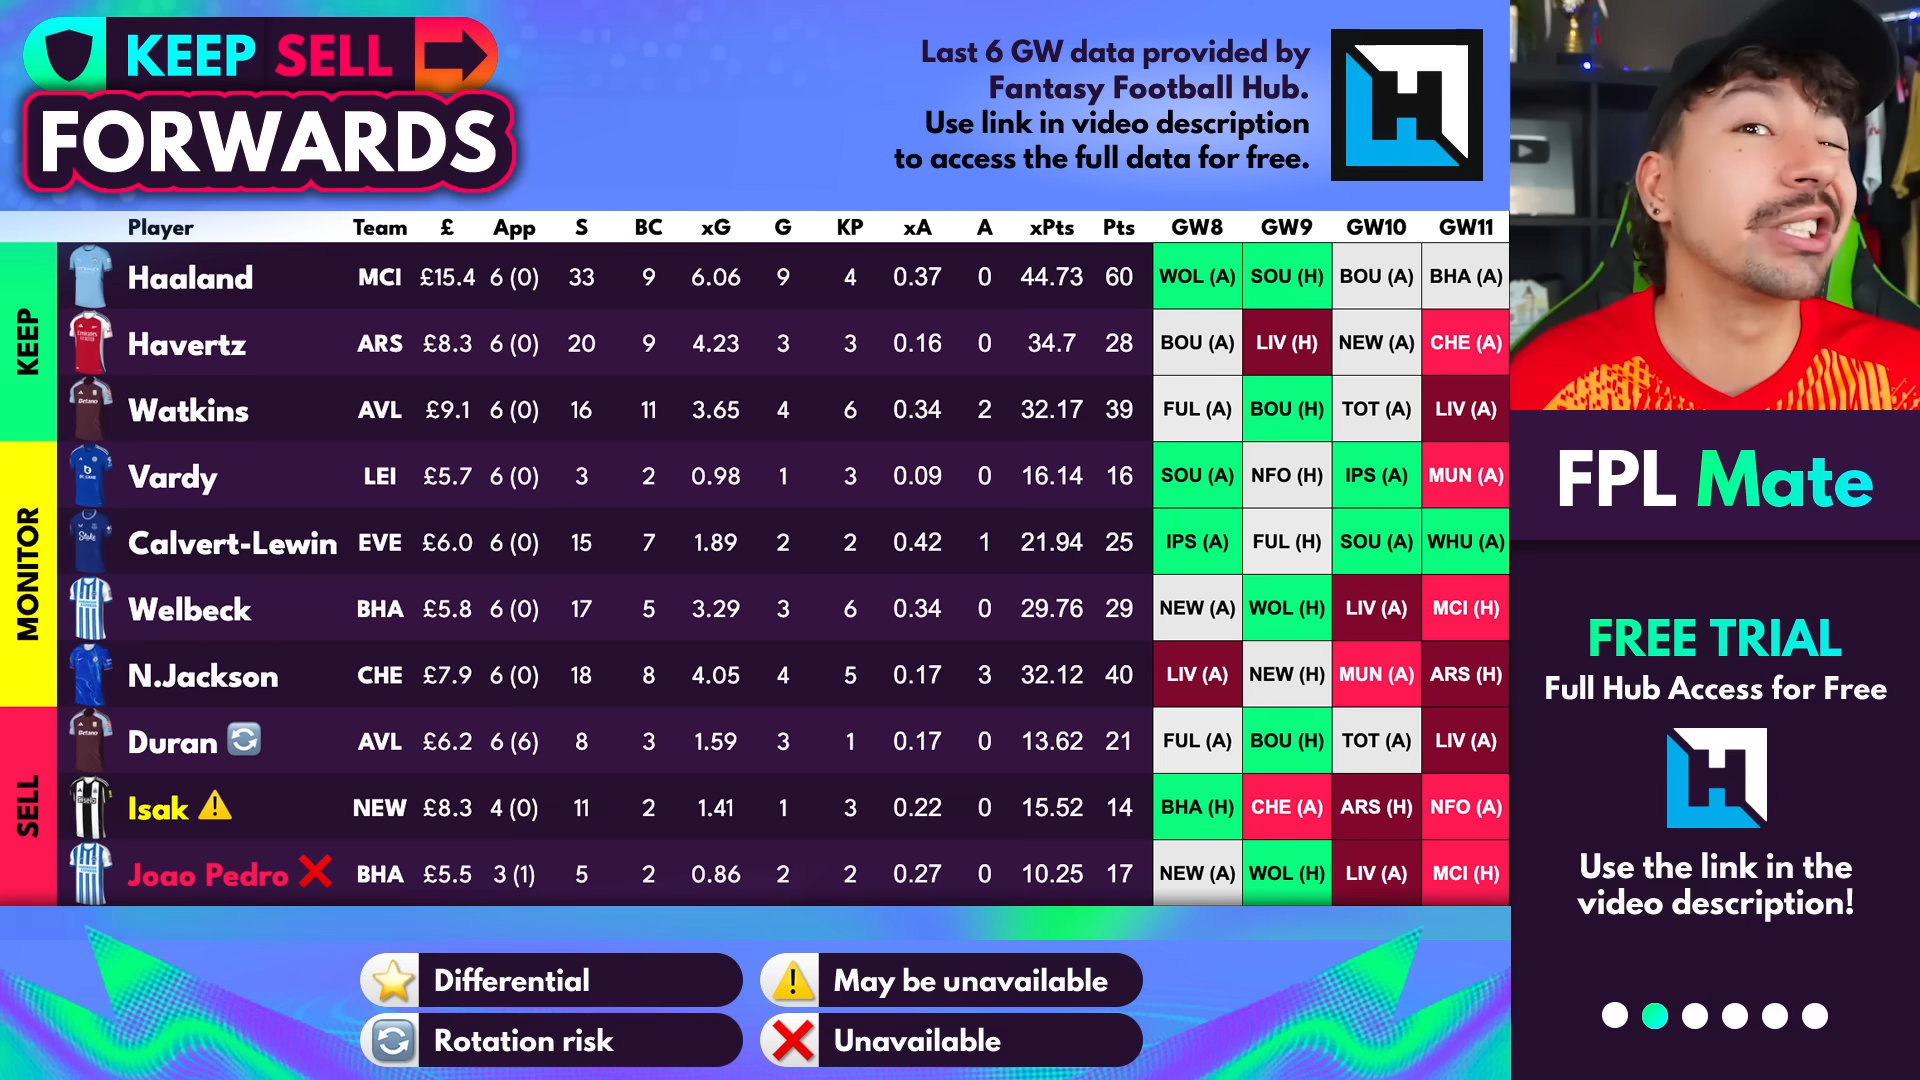 KEEP SELL
FORWARDS
Last 6 GW data provided by
Fantasy Football Hub.
Use link in video description
to access the full data for free.
H
Player Team £ App S BC xG G KP xA A xPts Pts GW8 GW9 GW10 GW11
KEEP
Haaland MCI £15.4 6 (0) 33 9 6.06 9 4 0.37 0 44.73 60 WOL (A) SOU (H) BOU (A) BHA (A)
Havertz ARS £8.3 6 (0) 20 9 4.23 3 3 0.16 0 34.7 28 BOU (A) LIV (H) NEW (A) CHE (A)
Watkins AVL £9.1 6 (0) 16 11 3.65 4 6 0.34 2 32.17 39 FUL (A) BOU (H) TOT (A) LIV (A)
MONITOR
Vardy LEI £5.7 6 (0) 3 2 0.98 1 3 0.09 0 16.14 16 SOU (A) NFO (H) IPS (A) MUN (A)
Calvert-Lewin EVE £6.0 6 (0) 15 7 1.89 2 2 0.42 1 21.94 25 IPS (A) FUL (H) SOU (A) WHU (A)
Welbeck BHA £5.8 6 (0) 17 5 3.29 3 6 0.34 0 29.76 29 NEW (A) WOL (H) LIV (A) MCI (H)
N.Jackson CHE £7.9 6 (0) 18 8 4.05 4 5 0.17 3 32.12 40 LIV (A) NEW (H) MUN (A) ARS (H)
SELL
Duran AVL £6.2 6 (6) 8 3 1.59 3 1 0.17 0 13.62 21 FUL (A) BOU (H) TOT (A) LIV (A)
Isak NEW £8.3 4 (0) 11 2 1.41 1 3 0.22 0 15.52 14 BHA (H) CHE (A) ARS (H) NFO (A)
Joao Pedro BHA £5.5 3 (1) 5 2 0.86 2 2 0.27 0 10.25 17 NEW (A) WOL (H) LIV (A) MCI (H)
Differential
May be unavailable
Rotation risk
Unavailable
FPL Mate
FREE TRIAL
Full Hub Access for Free
H
Use the link in the
video description!